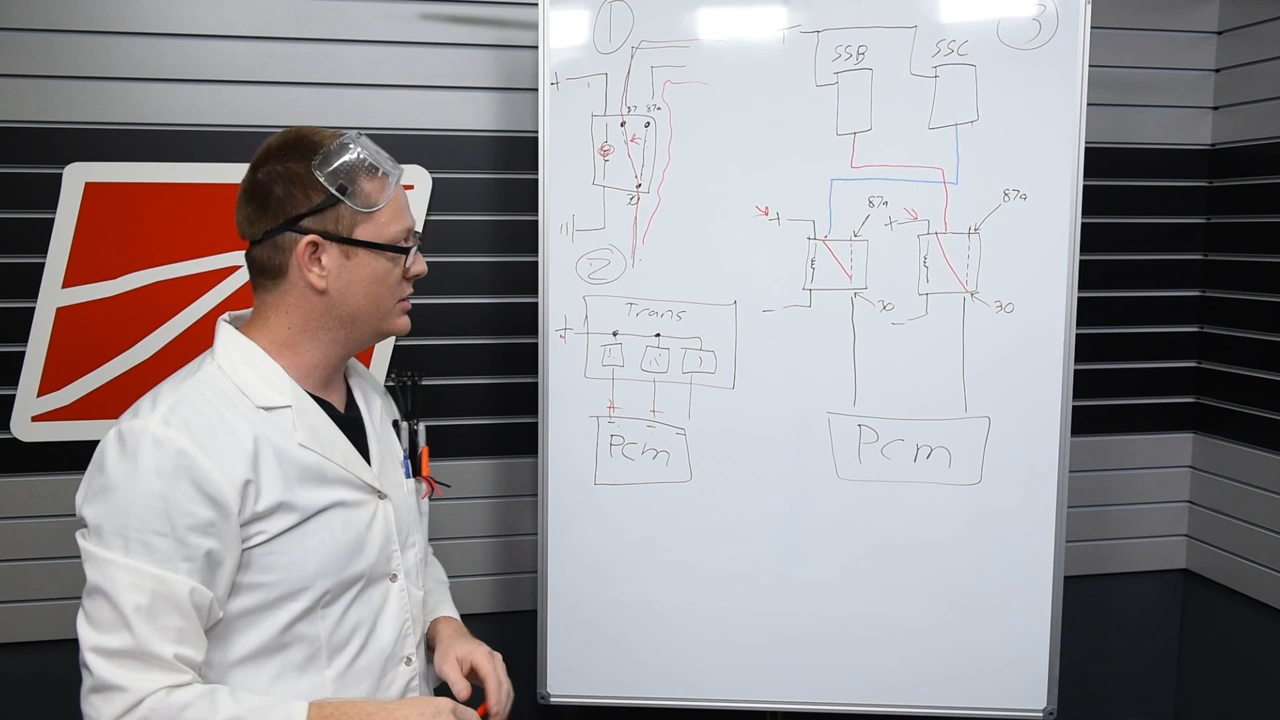 1
+
87 87a
30
2
Trans
+
Pcm
3
+
SSB SSC
87a 87a
+ +
30 30
- -
Pcm